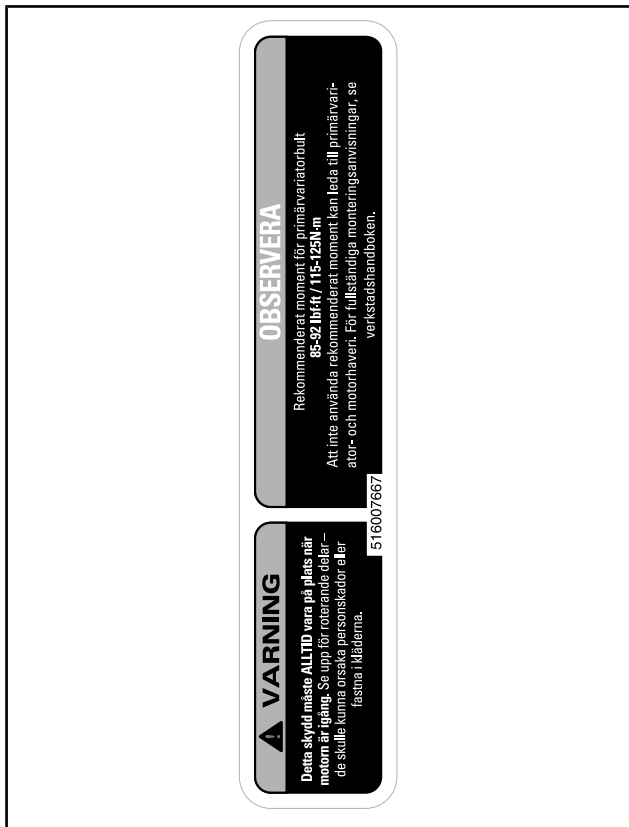 VARNING
Detta skydd måste ALLTID vara på plats när
motorn är igång. Se upp för roterande delar –
de skulle kunna orsaka personskador eller
fastna i kläderna.
OBSERVERA
Rekommenderat moment för primärvariatorbult
85-92 lbf·ft / 115-125N·m
Att inte använda rekommenderat moment kan leda till primärvari-
ator- och motorhaveri. För fullständiga monteringsanvisningar, se
verkstadshandboken.
516007667